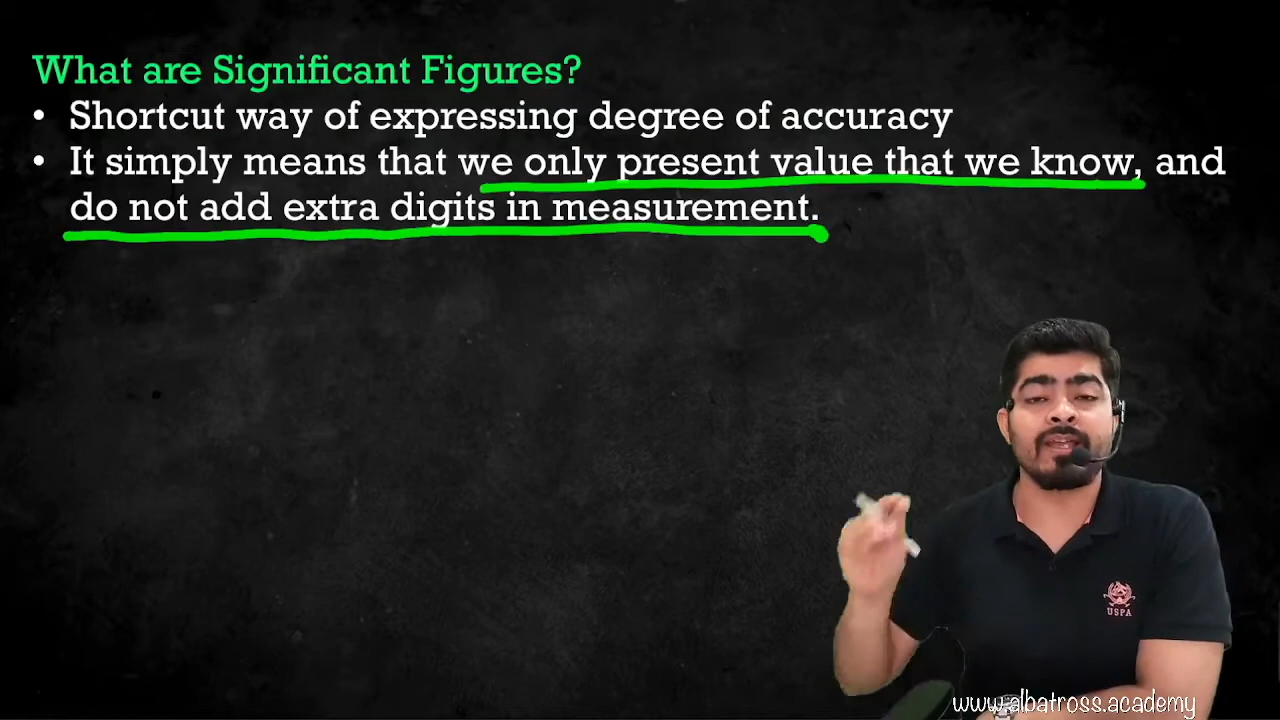 What are Significant Figures?
• Shortcut way of expressing degree of accuracy
• It simply means that we only present value that we know, and
do not add extra digits in measurement.
USPA
www.albatross.academy